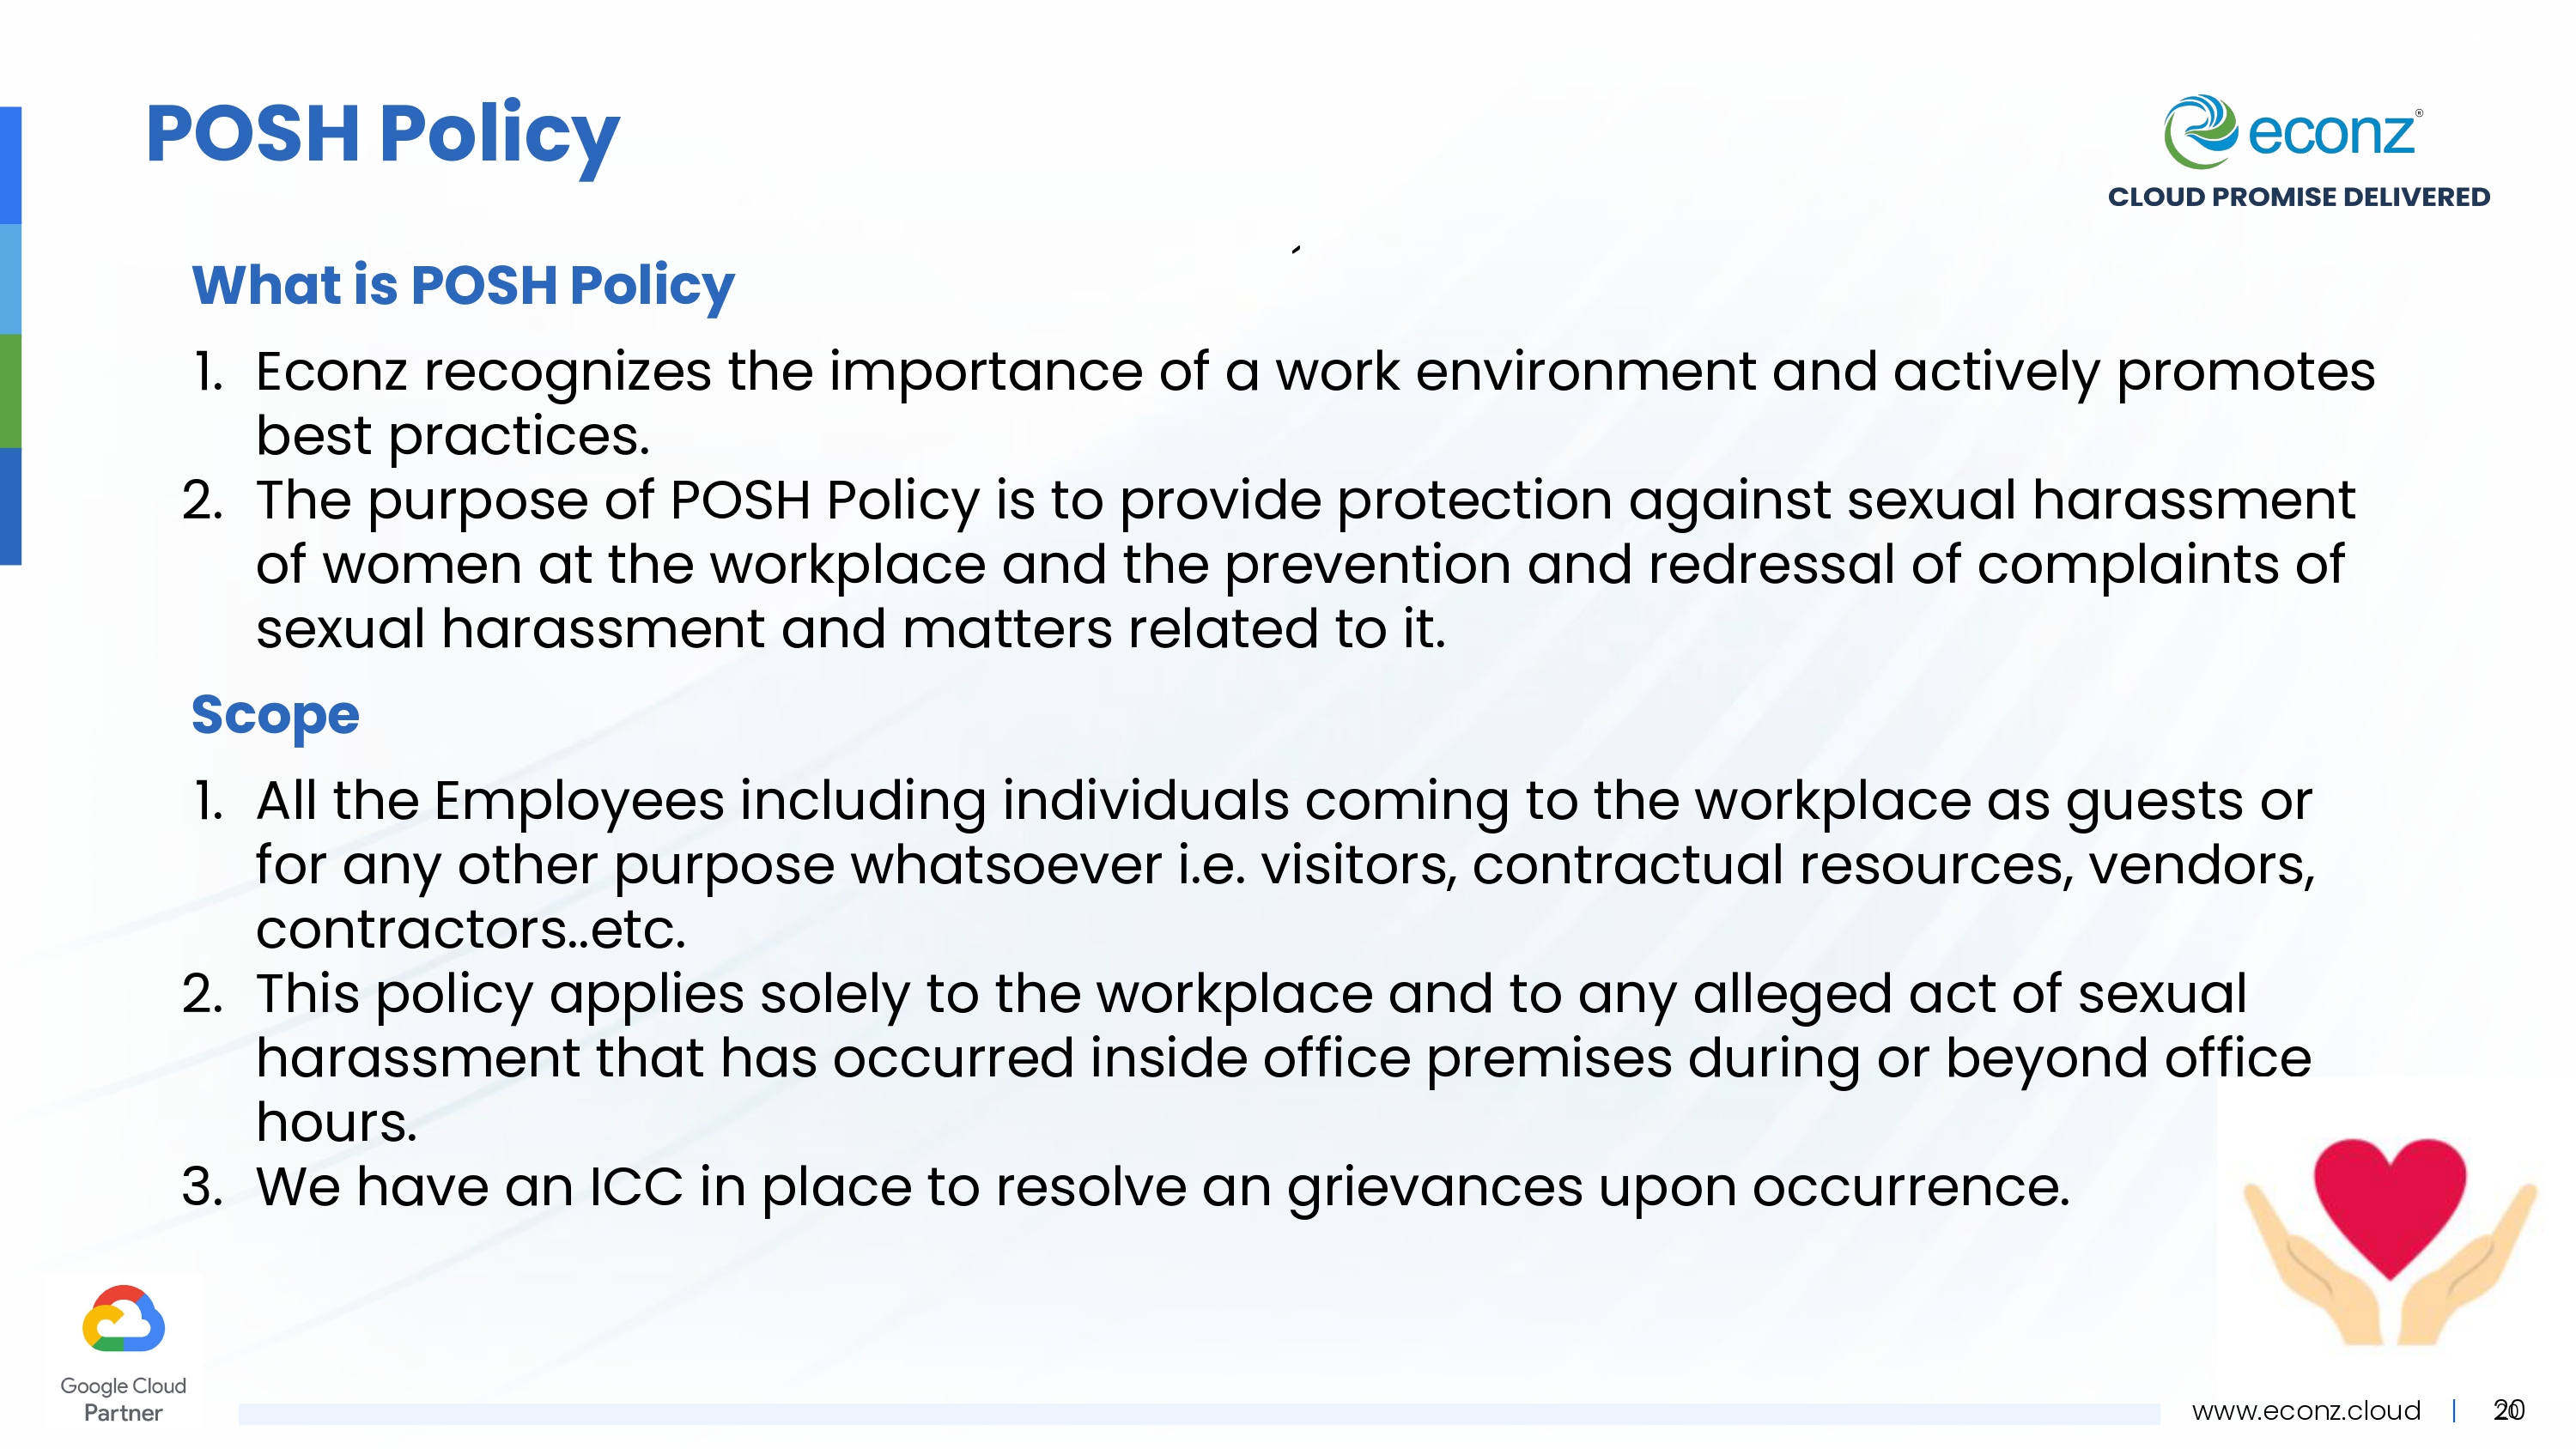 POSH Policy
econz®
CLOUD PROMISE DELIVERED
What is POSH Policy
1. Econz recognizes the importance of a work environment and actively promotes
best practices.
2. The purpose of POSH Policy is to provide protection against sexual harassment
of women at the workplace and the prevention and redressal of complaints of
sexual harassment and matters related to it.
Scope
1. All the Employees including individuals coming to the workplace as guests or
for any other purpose whatsoever i.e. visitors, contractual resources, vendors,
contractors..etc.
2. This policy applies solely to the workplace and to any alleged act of sexual
harassment that has occurred inside office premises during or beyond office
hours.
3. We have an ICC in place to resolve an grievances upon occurrence.
Google Cloud
Partner
www.econz.cloud | 20